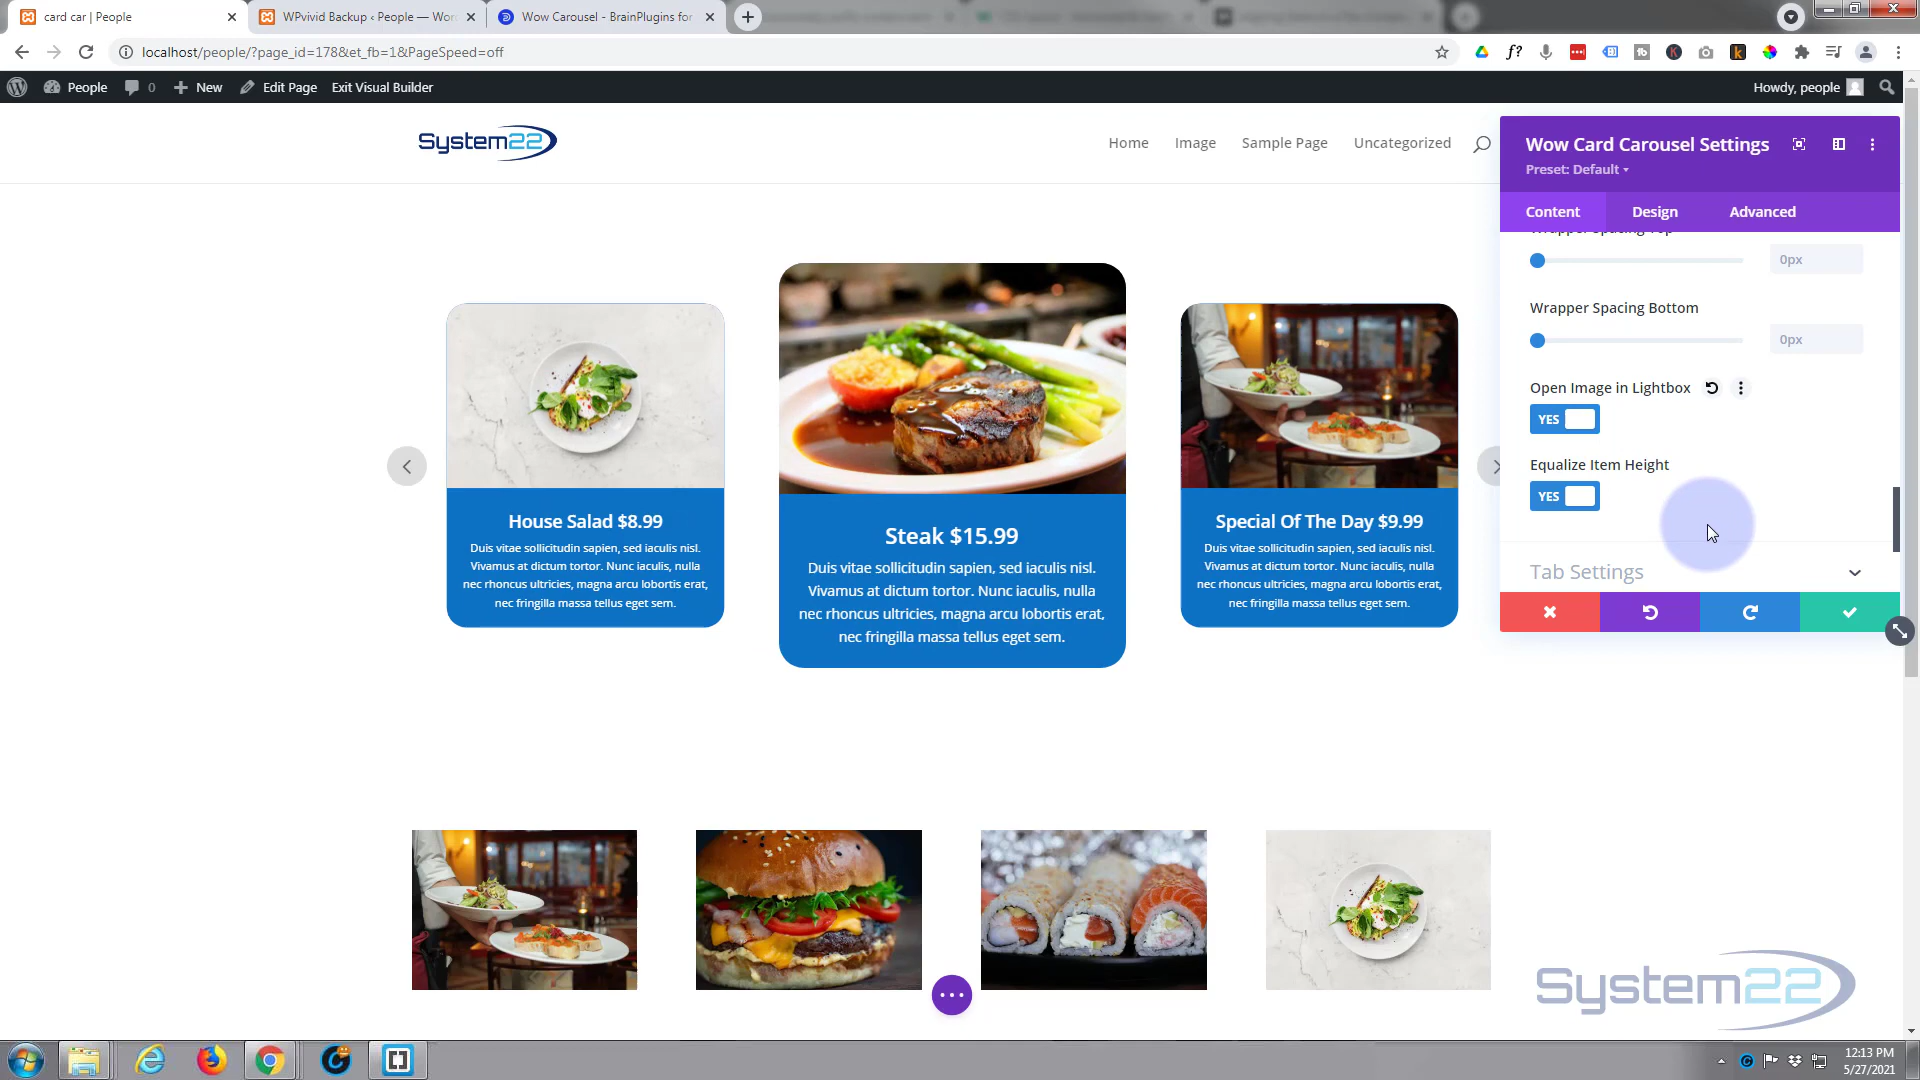 card car | People
WPvivid Backup ‹ People — Wor
Wow Carousel - BrainPlugins for
localhost/people/?page_id=178&et_fb=1&PageSpeed=off
People
0
New
Edit Page
Exit Visual Builder
Howdy, people
System22
Home
Image
Sample Page
Uncategorized
Wow Card Carousel Settings
Preset: Default
Content
Design
Advanced
Wrapper Spacing Top
0px
Wrapper Spacing Bottom
0px
Open Image in Lightbox
YES
Equalize Item Height
YES
Tab Settings
House Salad $8.99
Duis vitae sollicitudin sapien, sed iaculis nisl.
Vivamus at dictum tortor. Nunc iaculis, nulla
nec rhoncus ultricies, magna arcu lobortis erat,
nec fringilla massa tellus eget sem.
Steak $15.99
Duis vitae sollicitudin sapien, sed iaculis nisl.
Vivamus at dictum tortor. Nunc iaculis, nulla
nec rhoncus ultricies, magna arcu lobortis erat,
nec fringilla massa tellus eget sem.
Special Of The Day $9.99
Duis vitae sollicitudin sapien, sed iaculis nisl.
Vivamus at dictum tortor. Nunc iaculis, nulla
nec rhoncus ultricies, magna arcu lobortis erat,
nec fringilla massa tellus eget sem.
System22
12:13 PM
5/27/2021